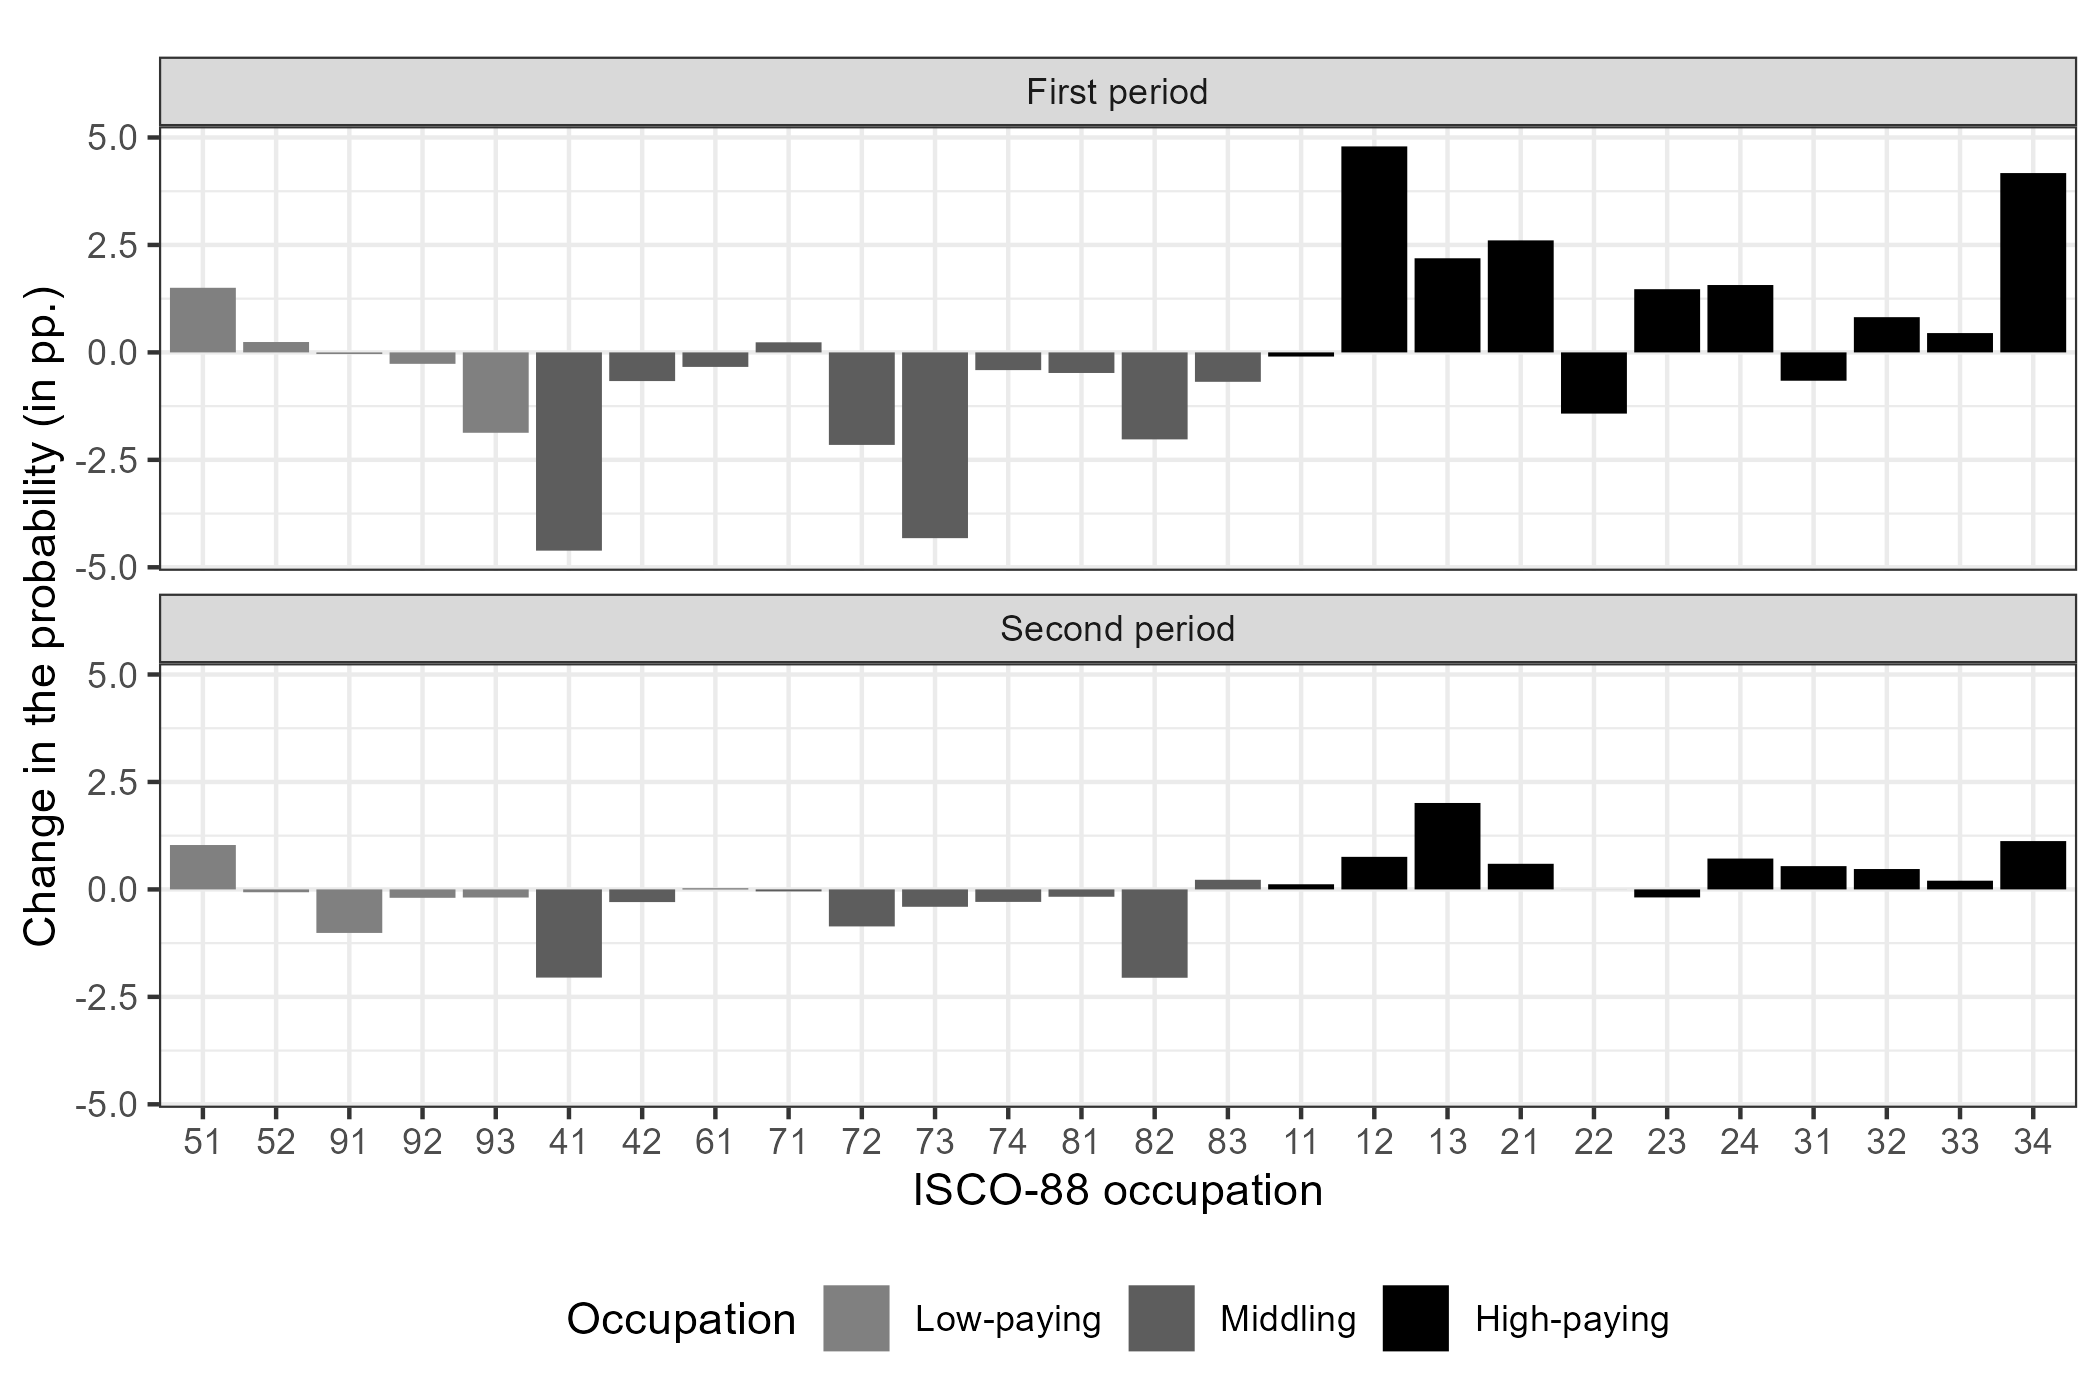 First period
5.0
2.5
0.0
-2.5
-5.0
Change in the probability (in pp.)
Second period
5.0
2.5
0.0
-2.5
-5.0
51 52 91 92 93 41 42 61 71 72 73 74 81 82 83 11 12 13 21 22 23 24 31 32 33 34
ISCO-88 occupation
Occupation Low-paying Middling High-paying